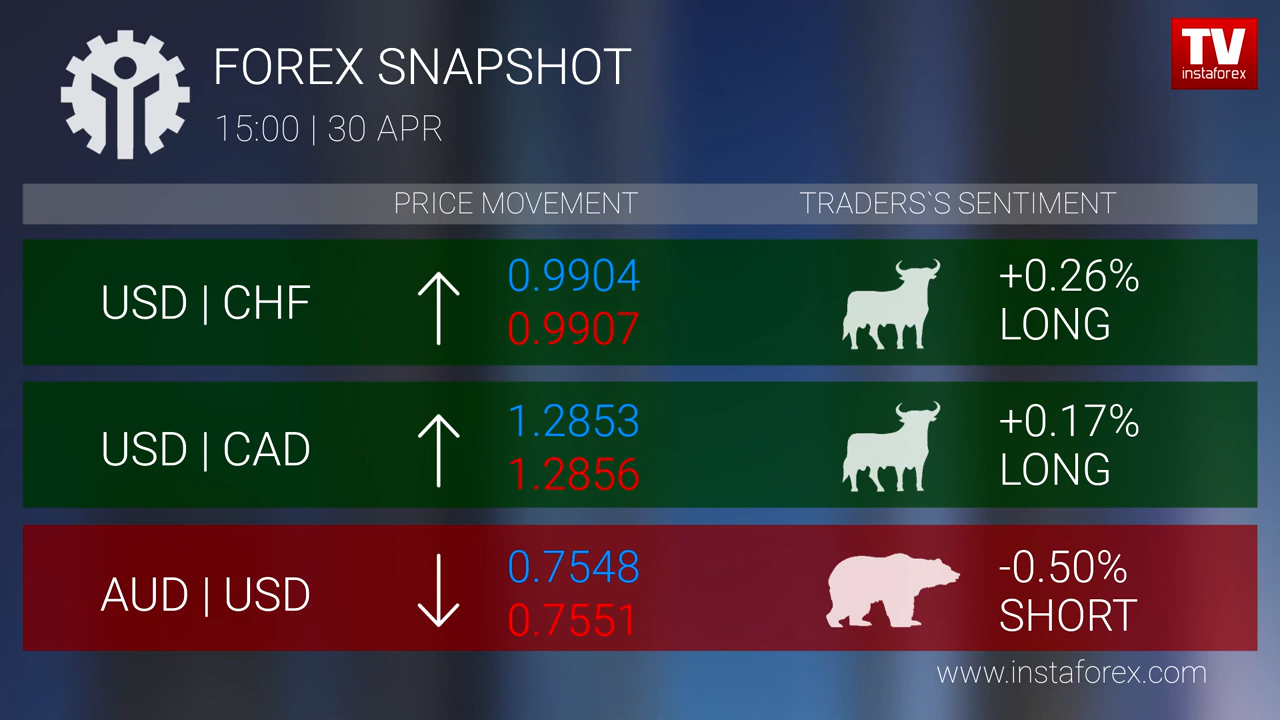 FOREX SNAPSHOT
15:00 | 30 APR
TV
instaforex
PRICE MOVEMENT TRADERS`S SENTIMENT
USD | CHF
0.9904
0.9907
+0.26%
LONG
USD | CAD
1.2853
1.2856
+0.17%
LONG
AUD | USD
0.7548
0.7551
-0.50%
SHORT
www.instaforex.com